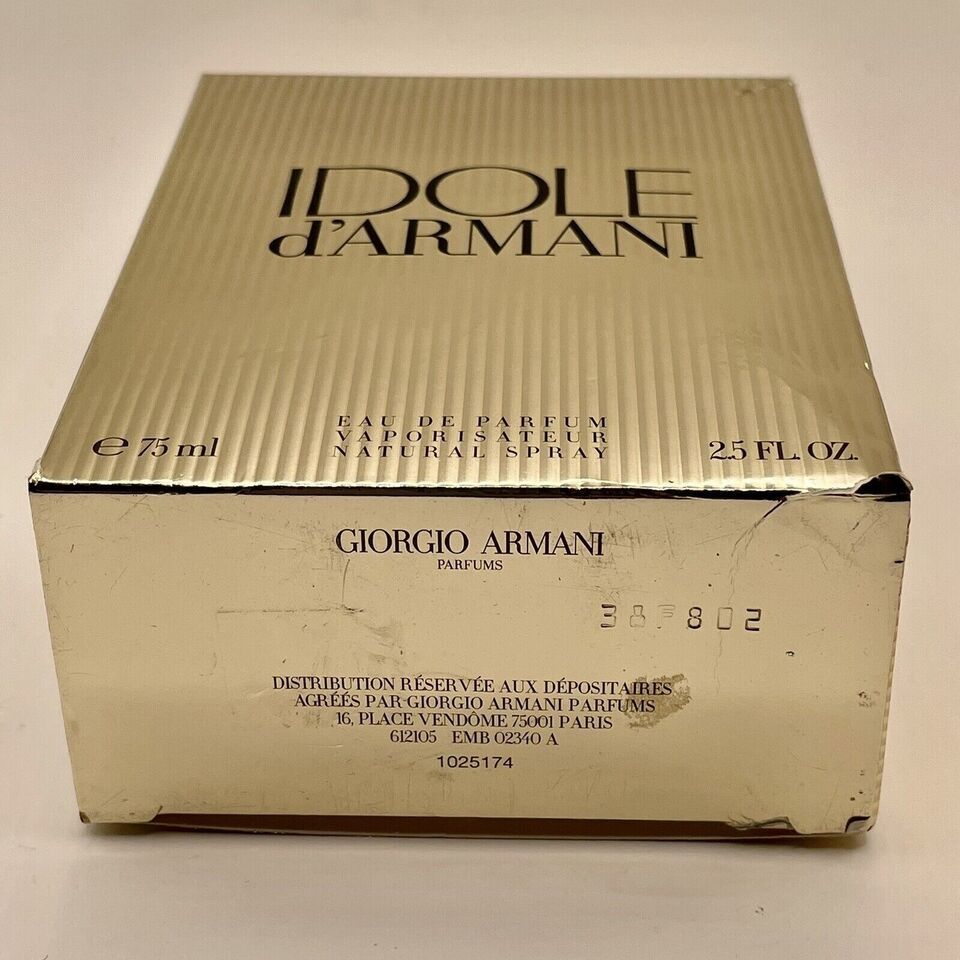 IDOLE
d'ARMANI
EAU DE PARFUM
VAPORISATEUR
NATURAL SPRAY
e 75 ml
2.5 FL. OZ.
GIORGIO ARMANI
PARFUMS
38F802
DISTRIBUTION RÉSERVÉE AUX DÉPOSITAIRES
AGRÉÉS PAR GIORGIO ARMANI PARFUMS
16, PLACE VENDÔME 75001 PARIS
612105 EMB 02340 A
1025174